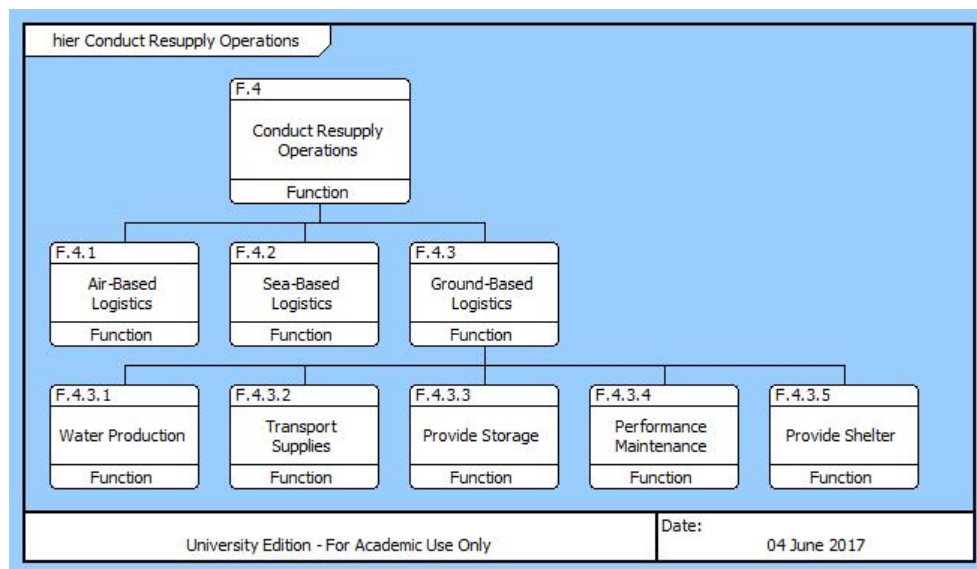 hier Conduct Resupply Operations
F.4
Conduct Resupply
Operations
Function
F.4.1
Air-Based
Logistics
Function
F.4.2
Sea-Based
Logistics
Function
F.4.3
Ground-Based
Logistics
Function
F.4.3.1
Water Production
Function
F.4.3.2
Transport
Supplies
Function
F.4.3.3
Provide Storage
Function
F.4.3.4
Performance
Maintenance
Function
F.4.3.5
Provide Shelter
Function
University Edition - For Academic Use Only
Date:
04 June 2017